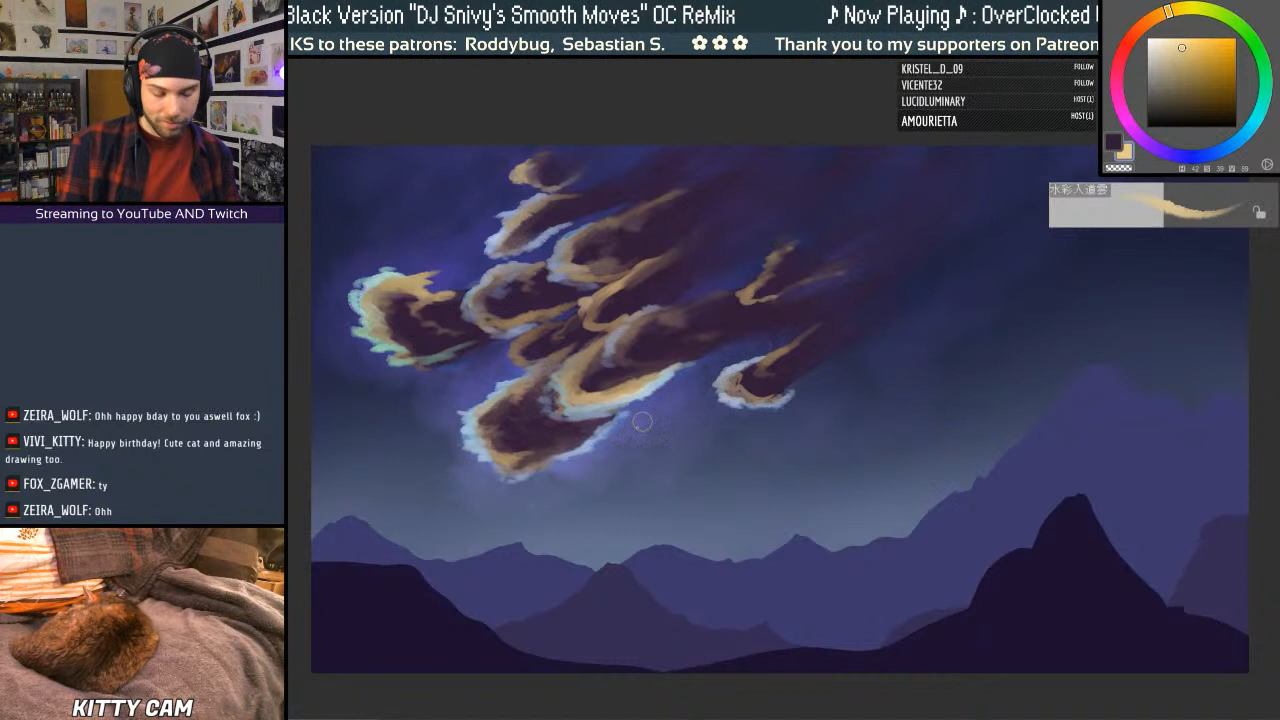 Black Version "DJ Snivy's Smooth Moves" OC ReMix ♪ Now Playing ♪ : OverClocked
KS to these patrons: Roddybug, Sebastian S. ✿✿✿ Thank you to my supporters on Patreon
KRISTEL_D_09 FOLLOW
VICENTE32 FOLLOW
LUCIDLUMINARY HOST(1)
AMOURIETTA HOST(1)
水彩人道雲
Streaming to YouTube AND Twitch
ZEIRA_WOLF: Ohh happy bday to you aswell fox :)
VIVI_KITTY: Happy birthday! Cute cat and amazing
drawing too.
FOX_ZGAMER: ty
ZEIRA_WOLF: Ohh
KITTY CAM